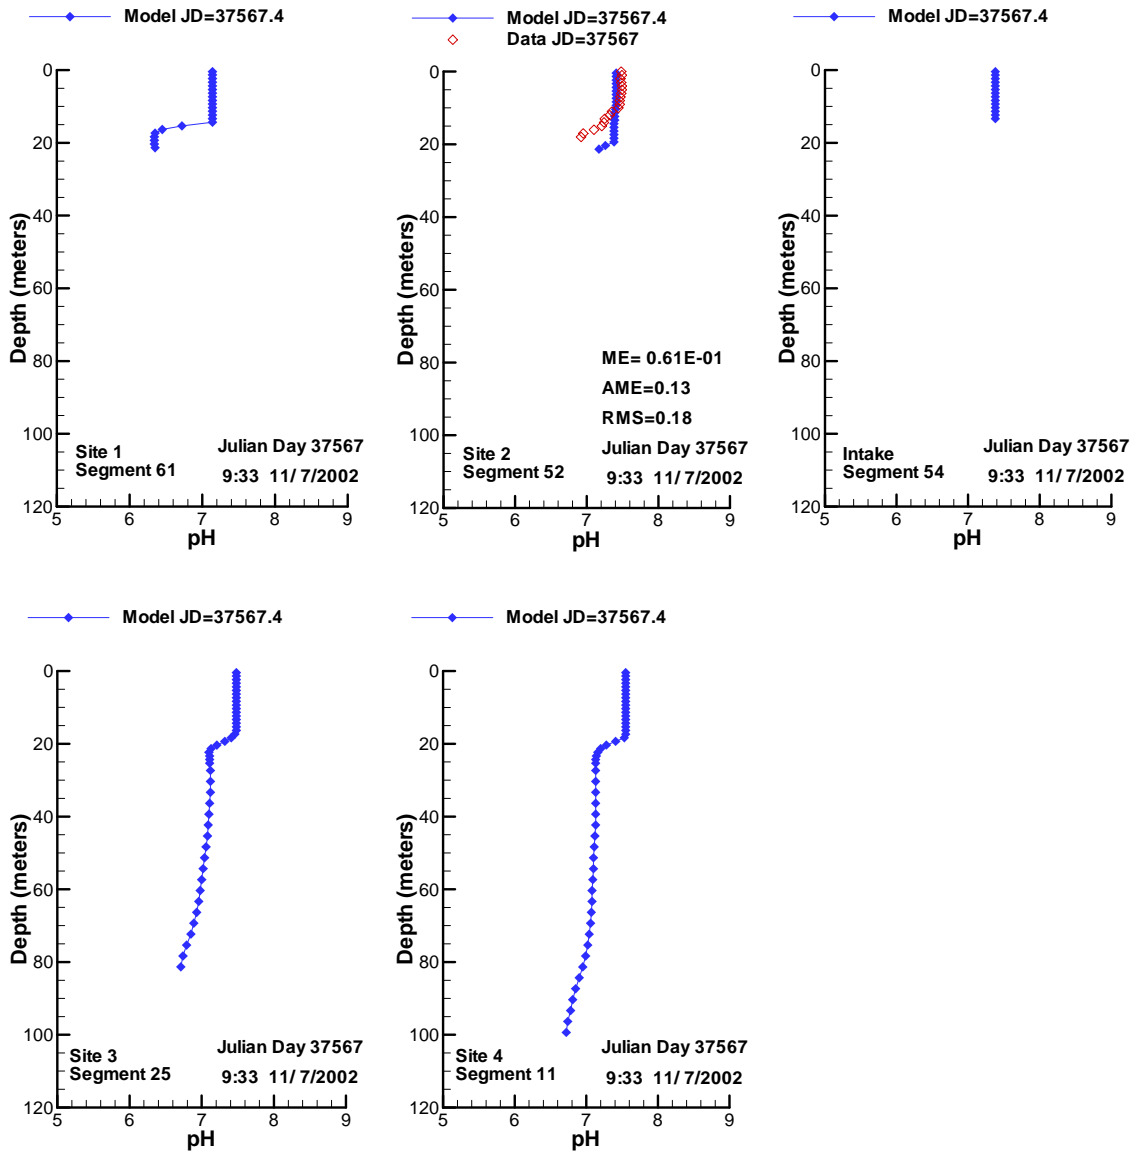 Model JD=37567.4
0
20
40
60
80
100
120
Depth (meters)
Site 1
Segment 61
Julian Day 37567
9:33 11/ 7/2002
5 6 7 8 9
pH
Model JD=37567.4
Data JD=37567
0
20
40
60
80
100
120
Depth (meters)
ME= 0.61E-01
AME=0.13
RMS=0.18
Site 2
Segment 52
Julian Day 37567
9:33 11/ 7/2002
5 6 7 8 9
pH
Model JD=37567.4
0
20
40
60
80
100
120
Depth (meters)
Intake
Segment 54
Julian Day 37567
9:33 11/ 7/2002
5 6 7 8 9
pH
Model JD=37567.4
0
20
40
60
80
100
120
Depth (meters)
Site 3
Segment 25
Julian Day 37567
9:33 11/ 7/2002
5 6 7 8 9
pH
Model JD=37567.4
0
20
40
60
80
100
120
Depth (meters)
Site 4
Segment 11
Julian Day 37567
9:33 11/ 7/2002
5 6 7 8 9
pH